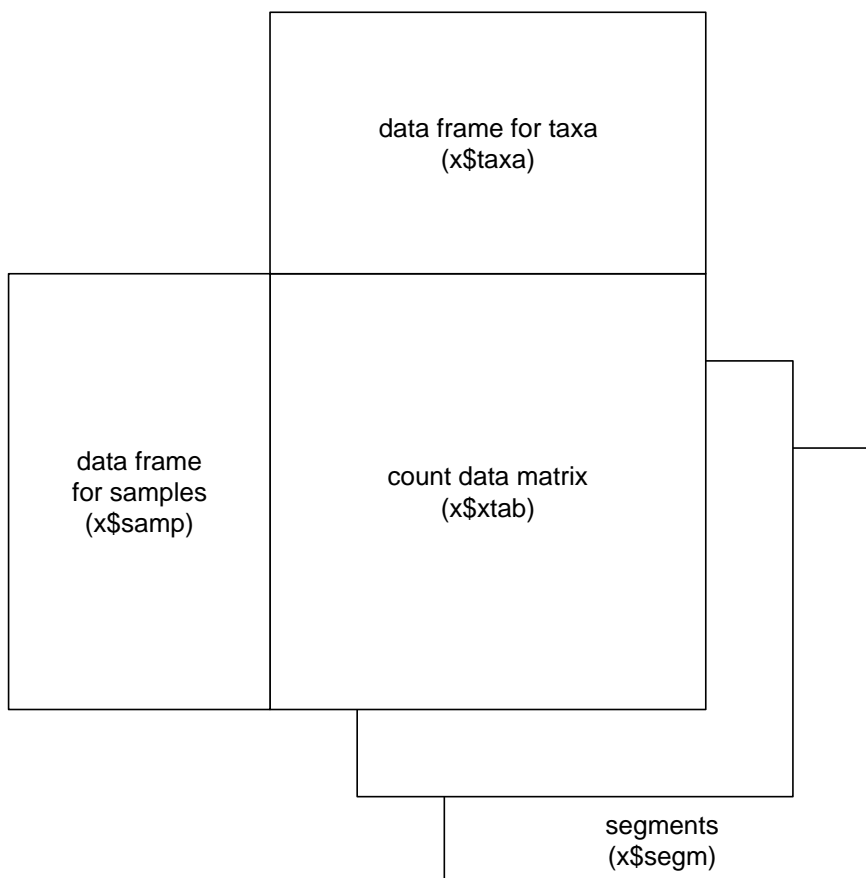 data frame for taxa
(x$taxa)
data frame
for samples
(x$samp)
count data matrix
(x$xtab)
segments
(x$segm)